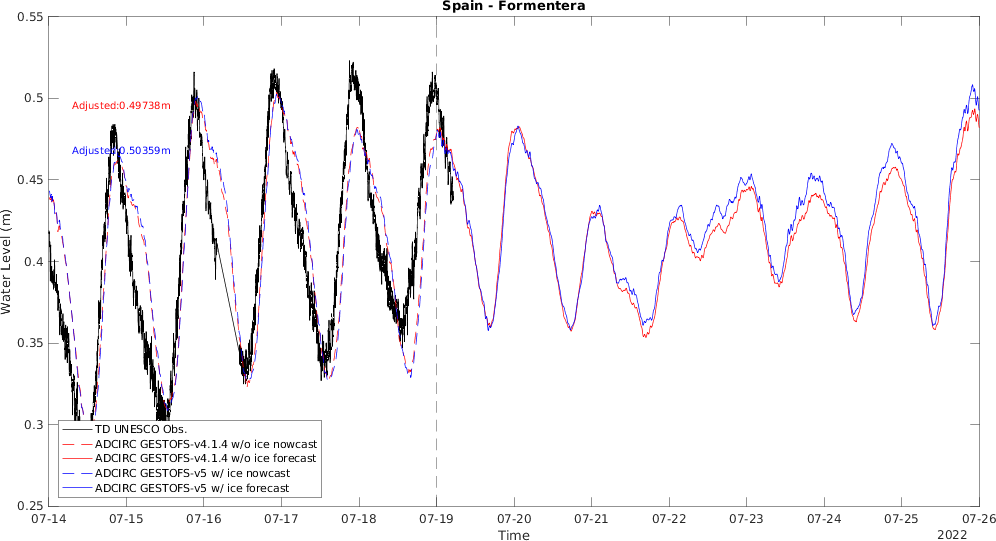 Spain - Formentera
0.55
0.5
0.45
0.4
0.35
0.3
0.25
Water Level (m)
Adjusted:0.49738m
Adjusted:0.50359m
TD UNESCO Obs.
ADCIRC GESTOFS-v4.1.4 w/o ice nowcast
ADCIRC GESTOFS-v4.1.4 w/o ice forecast
ADCIRC GESTOFS-v5 w/ ice nowcast
ADCIRC GESTOFS-v5 w/ ice forecast
07-14 07-15 07-16 07-17 07-18 07-19 07-20 07-21 07-22 07-23 07-24 07-25 07-26
Time
2022